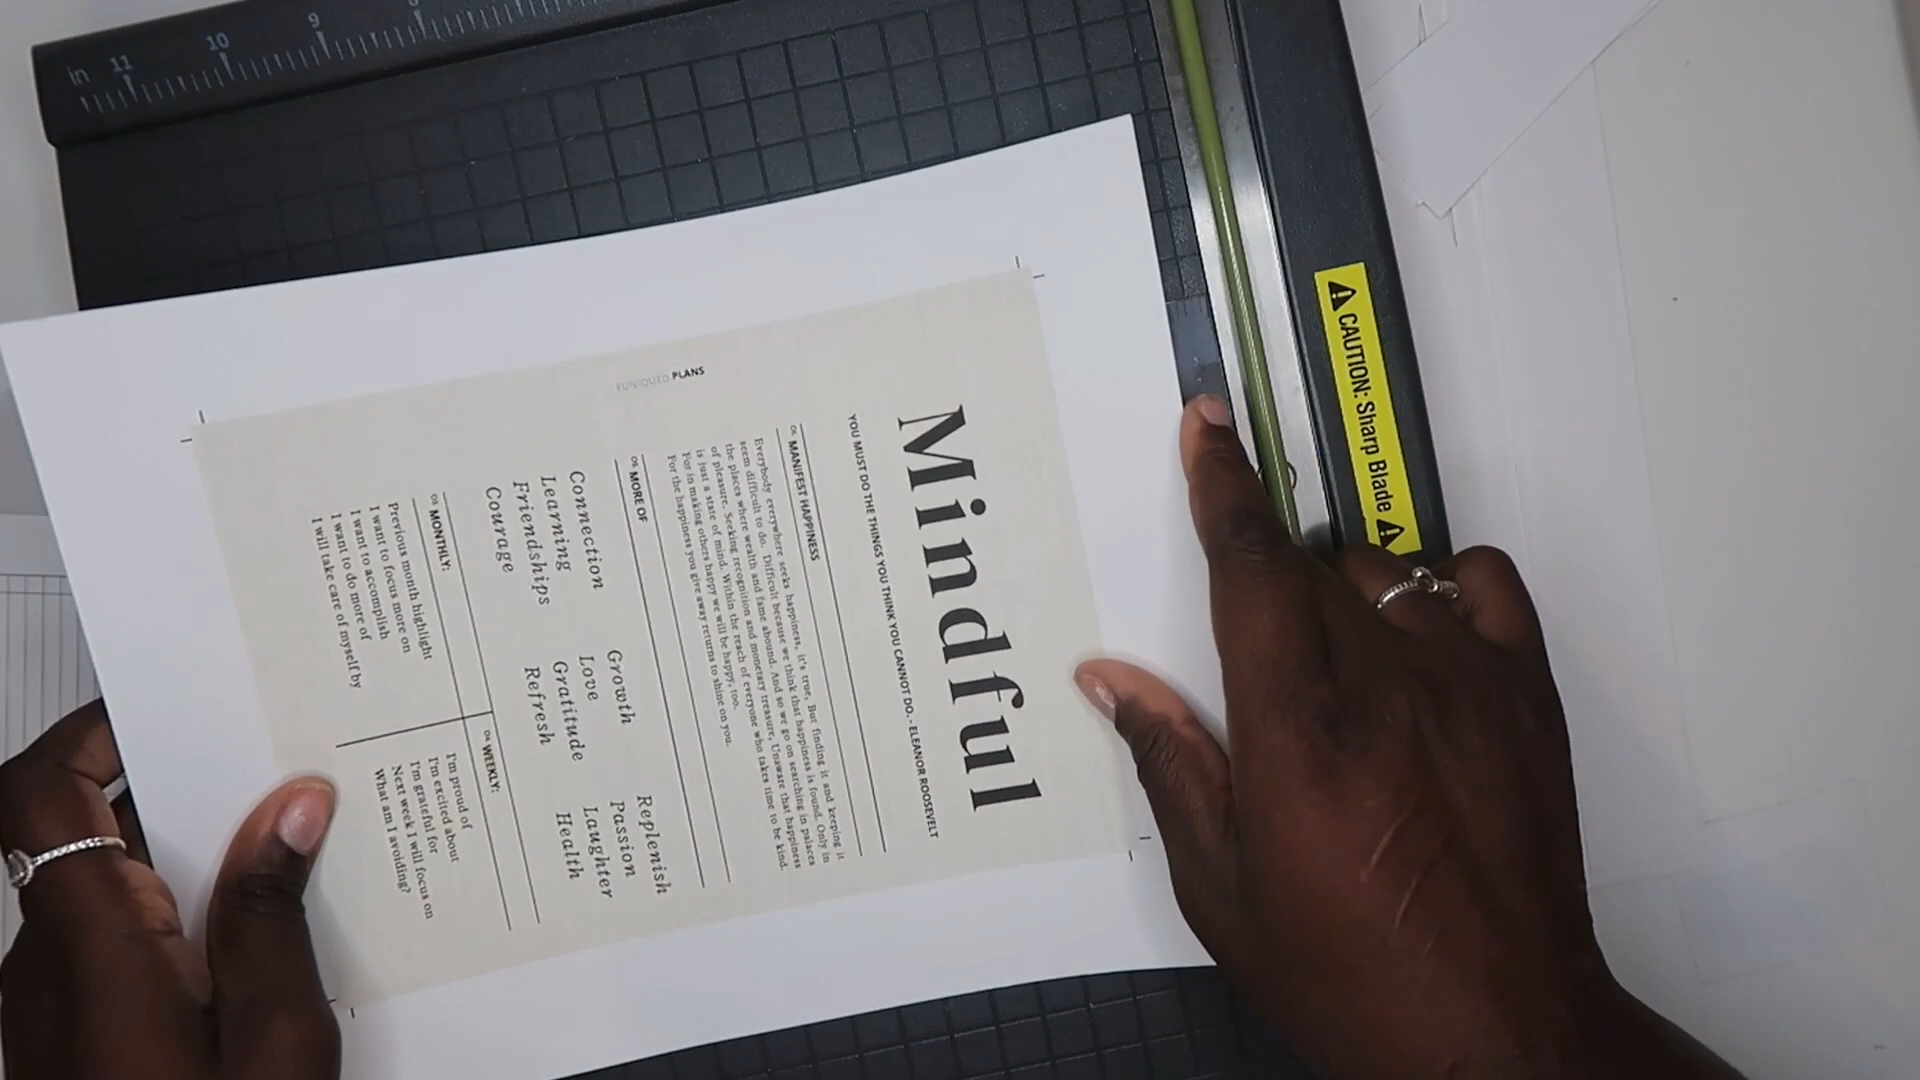 in 11 10 9
CAUTION: Sharp Blade
Mindful
YOU MUST DO THE THINGS YOU THINK YOU CANNOT DO. - ELEANOR ROOSEVELT
MANIFEST HAPPINESS
Everybody everywhere seeks happiness, it's true, But finding it and keeping it
seem difficult to do. Difficult because we think that happiness is found. Only in
the places where wealth and fame abound. And so we go on searching in palaces
of pleasure. Seeking recognition and monetary treasure, Unaware that happiness
is just a state of mind. Within the reach of everyone who takes time to be kind.
For in making others happy we will be happy, too.
For the happiness you give away returns to shine on you.
MORE OF
Connection Growth Replenish
Learning Love Passion
Friendships Gratitude Laughter
Courage Refresh Health
MONTHLY:
Previous month highlight
I want to focus more on
I want to accomplish
I want to do more of
I will take care of myself by
WEEKLY:
I'm proud of
I'm excited about
I'm grateful for
Next week I will focus on
What am I avoiding?
EUNIQUED PLANS